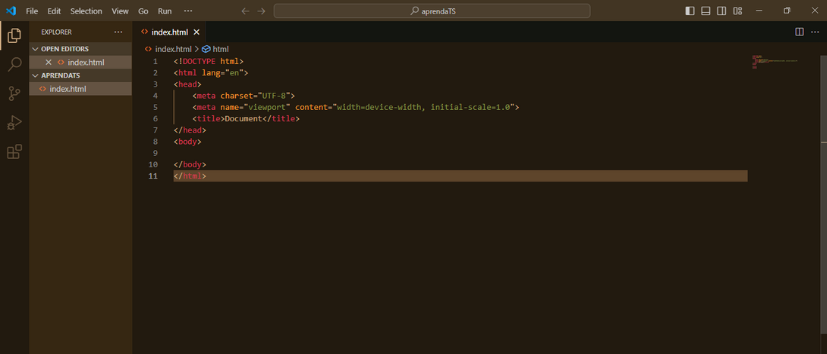 File Edit Selection View Go Run ··· aprendaTS
EXPLORER ···
OPEN EDITORS
index.html
APRENDATS
index.html
index.html
index.html > html
1 <!DOCTYPE html>
2 <html lang="en">
3 <head>
4 <meta charset="UTF-8">
5 <meta name="viewport" content="width=device-width, initial-scale=1.0">
6 <title>Document</title>
7 </head>
8 <body>
9
10 </body>
11 </html>